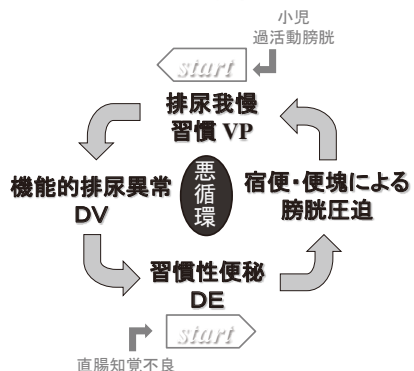 小児
過活動膀胱
start
排尿我慢
習慣 VP
機能的排尿異常
DV
悪循環
宿便・便塊による
膀胱圧迫
習慣性便秘
DE
start
直腸知覚不良